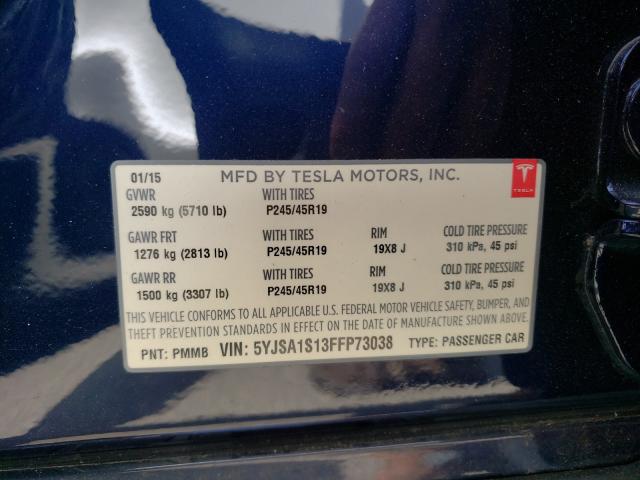 01/15 MFD BY TESLA MOTORS, INC.
GVWR WITH TIRES
2590 kg (5710 lb) P245/45R19
TESLA
GAWR FRT WITH TIRES RIM COLD TIRE PRESSURE
1276 kg (2813 lb) P245/45R19 19X8 J 310 kPa, 45 psi
GAWR RR WITH TIRES RIM COLD TIRE PRESSURE
1500 kg (3307 lb) P245/45R19 19X8 J 310 kPa, 45 psi
THIS VEHICLE CONFORMS TO ALL APPLICABLE U.S. FEDERAL MOTOR VEHICLE SAFETY, BUMPER, AND
THEFT PREVENTION STANDARDS IN EFFECT ON THE DATE OF MANUFACTURE SHOWN ABOVE.
PNT: PMMB VIN: 5YJSA1S13FFP73038 TYPE: PASSENGER CAR